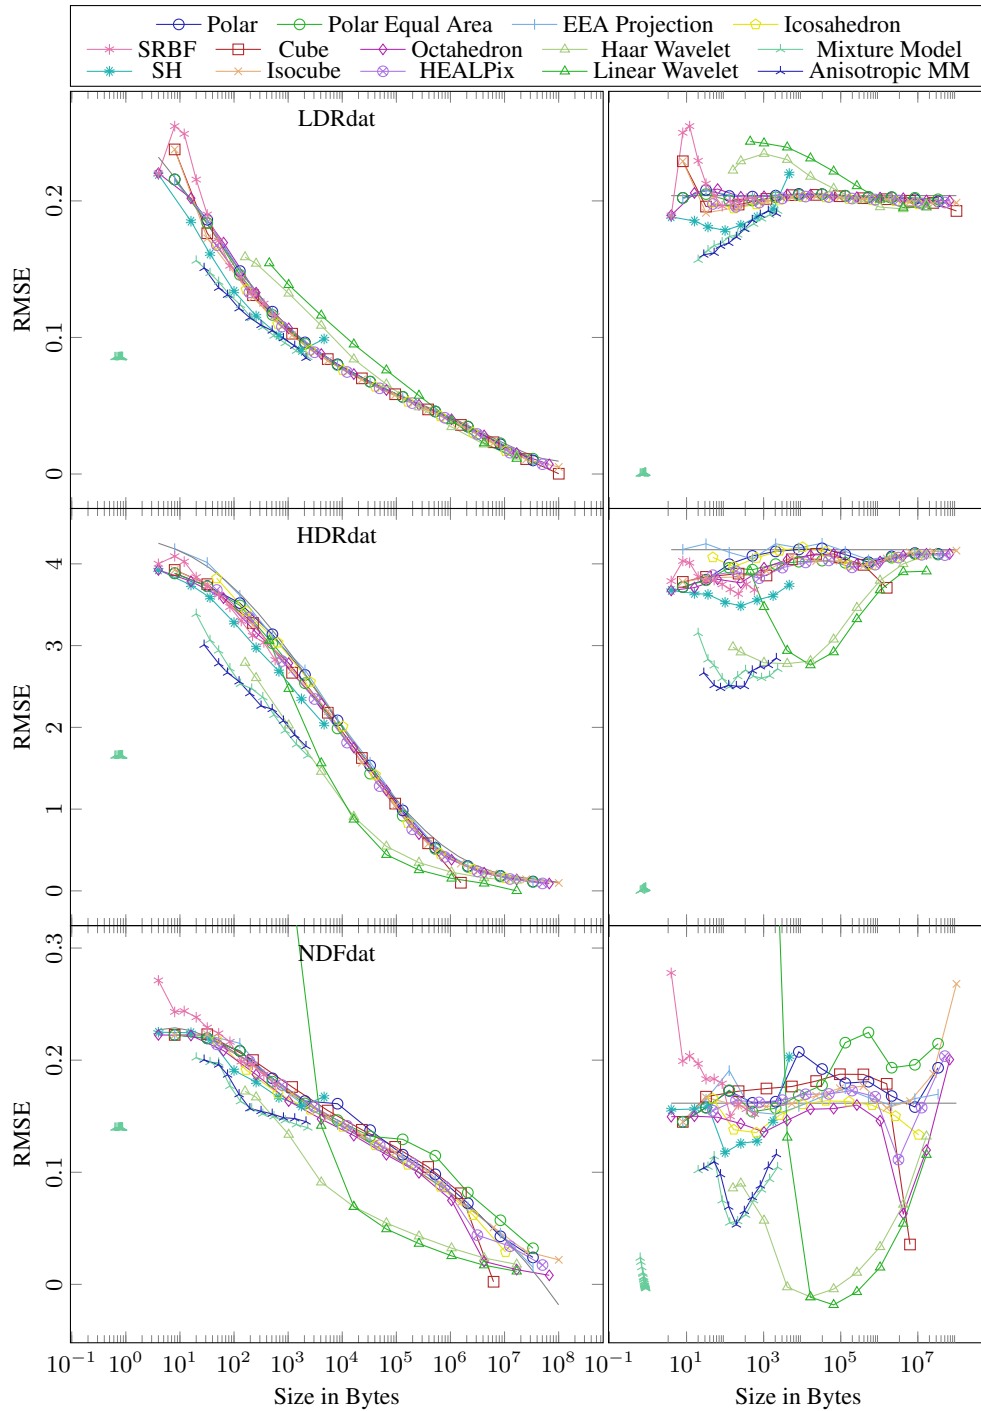 Polar Polar Equal Area EEA Projection Icosahedron
SRBF Cube Octahedron Haar Wavelet Mixture Model
SH Isocube HEALPix Linear Wavelet Anisotropic MM
LDRdat
0.2
0.1
0
RMSE
HDRdat
4
3
2
1
0
RMSE
NDFdat
0.3
0.2
0.1
0
RMSE
10^−1 10^0 10^1 10^2 10^3 10^4 10^5 10^6 10^7 10^8
Size in Bytes
10^−1 10^1 10^3 10^5 10^7
Size in Bytes